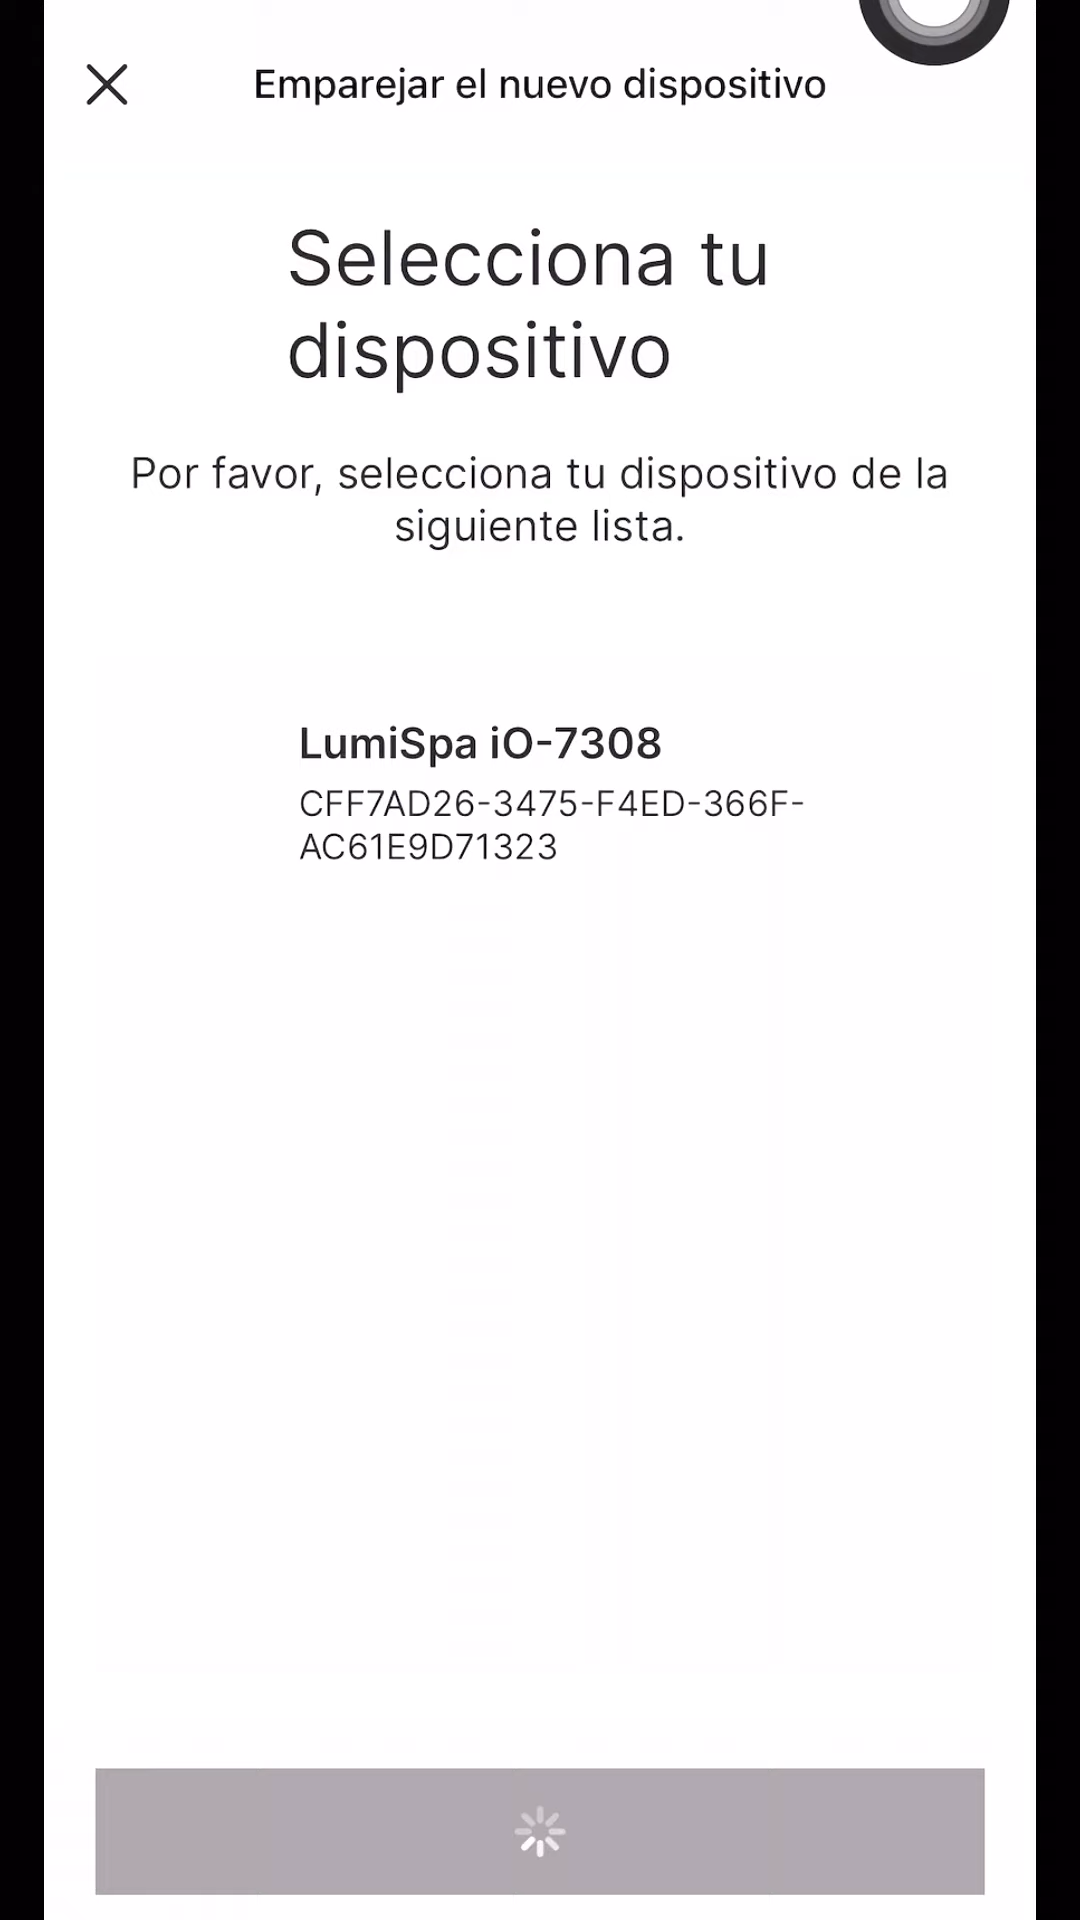 Emparejar el nuevo dispositivo
Selecciona tu
dispositivo
Por favor, selecciona tu dispositivo de la
siguiente lista.
LumiSpa iO-7308
CFF7AD26-3475-F4ED-366F-
AC61E9D71323